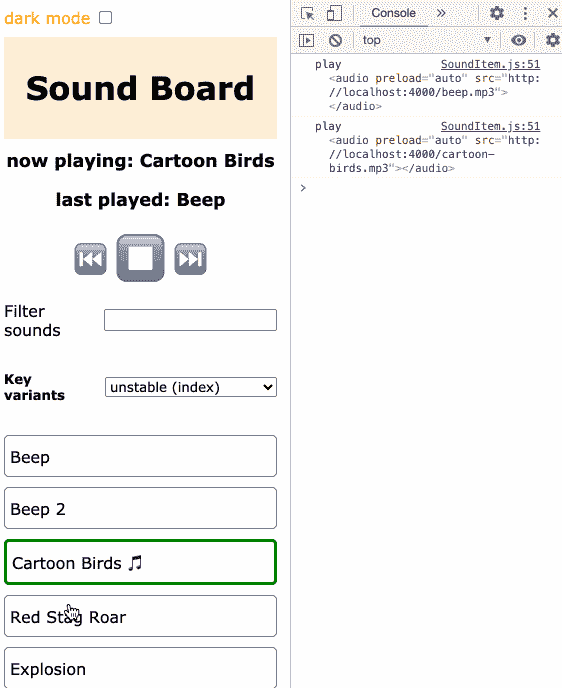 dark mode
Sound Board
now playing: Cartoon Birds
last played: Beep
Filter
sounds
Key
variants
unstable (index)
Beep
Beep 2
Cartoon Birds 🎵
Red Stag Roar
Explosion
Console
top
play SoundItem.js:51
<audio preload="auto" src="http:
//localhost:4000/beep.mp3">
</audio>
play SoundItem.js:51
<audio preload="auto" src="http:
//localhost:4000/cartoon-
birds.mp3"></audio>